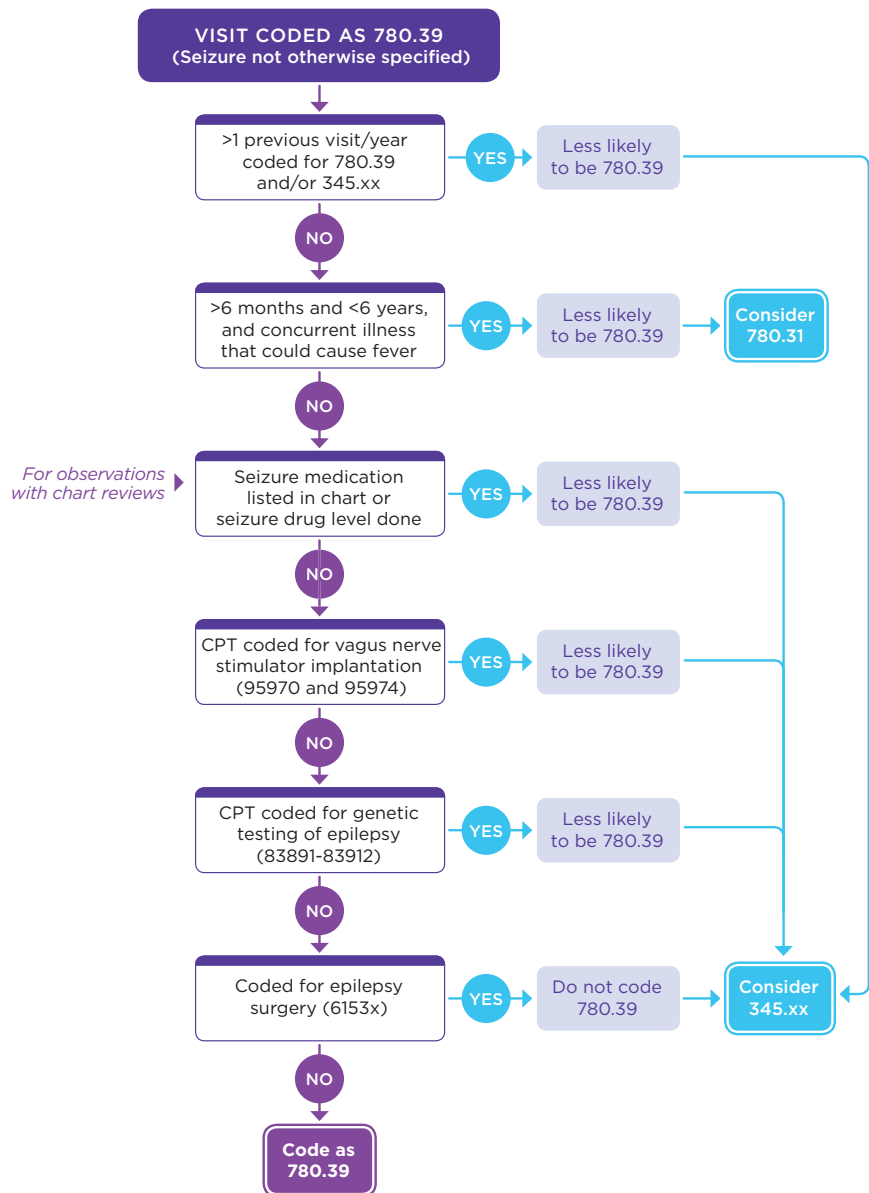 VISIT CODED AS 780.39
(Seizure not otherwise specified)
>1 previous visit/year
coded for 780.39
and/or 345.xx
YES
Less likely
to be 780.39
NO
>6 months and <6 years,
and concurrent illness
that could cause fever
YES
Less likely
to be 780.39
Consider
780.31
NO
For observations
with chart reviews
Seizure medication
listed in chart or
seizure drug level done
YES
Less likely
to be 780.39
NO
CPT coded for vagus nerve
stimulator implantation
(95970 and 95974)
YES
Less likely
to be 780.39
NO
CPT coded for genetic
testing of epilepsy
(83891-83912)
YES
Less likely
to be 780.39
NO
Coded for epilepsy
surgery (6153x)
YES
Do not code
780.39
Consider
345.xx
NO
Code as
780.39